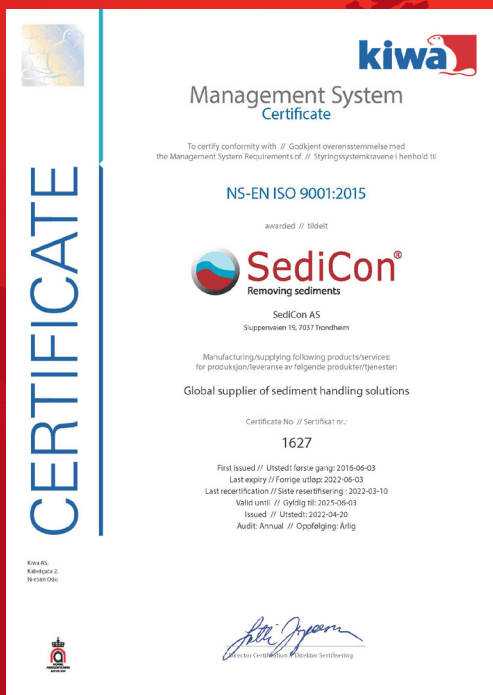 kiwa
Management System
Certificate
To certify conformity with // Godkjent overensstemmelse med
the Management System Requirements of // Styringssystemkravene i henhold til
NS-EN ISO 9001:2015
awarded // tildelt
SediCon®
Removing sediments
SediCon AS
Sluppenveien 19, 7037 Trondheim
Manufacturing/supplying following products/services:
for produksjon/leveranse av følgende produkter/tjenester:
Global supplier of sediment handling solutions
Certificate No // Sertifikat nr.:
1627
First issued // Utstedt første gang: 2016-06-03
Last expiry // Forrige utløp: 2022-06-03
Last recertification // Siste resertifisering : 2022-03-10
Valid until // Gyldig til: 2025-06-03
Issued // Utstedt: 2022-04-20
Audit: Annual // Oppfølging: Årlig
CERTIFICATE
Kiwa AS,
Kabelgata 2,
Oslo
Director Certification // Direktør Sertifisering